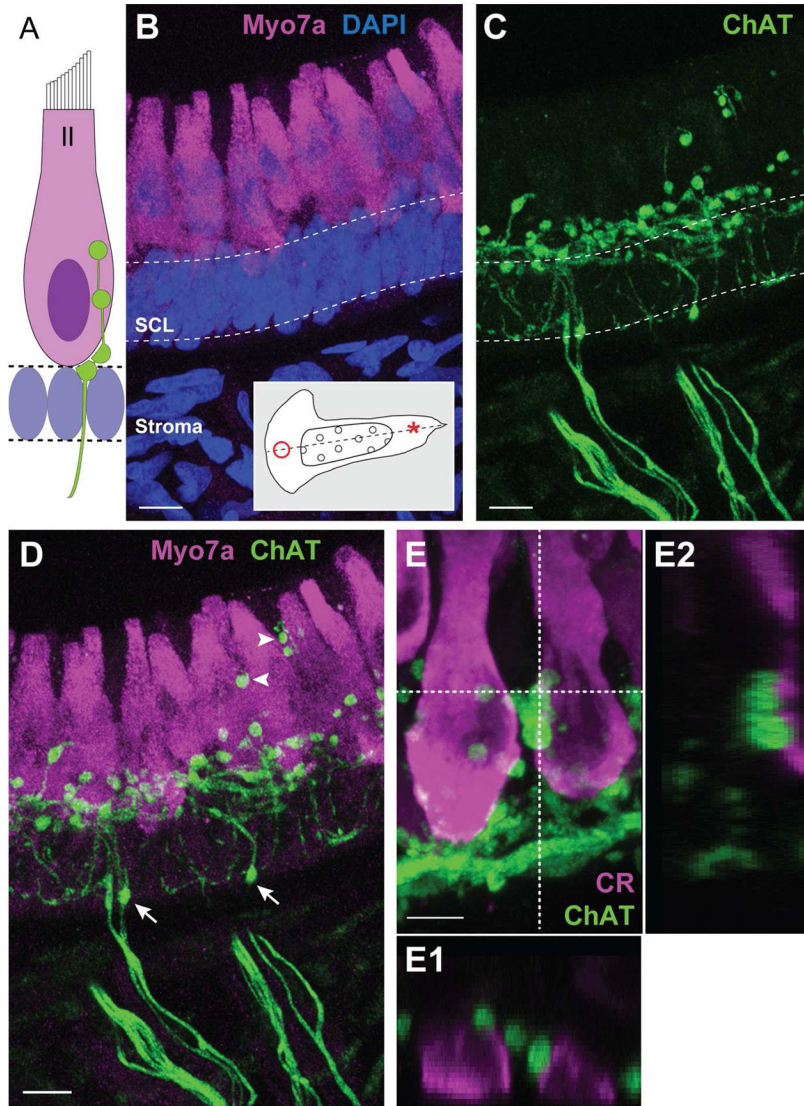 A
II
B
Myo7a DAPI
SCL
Stroma
*
C
ChAT
D
Myo7a ChAT
E
CR
ChAT
E2
E1